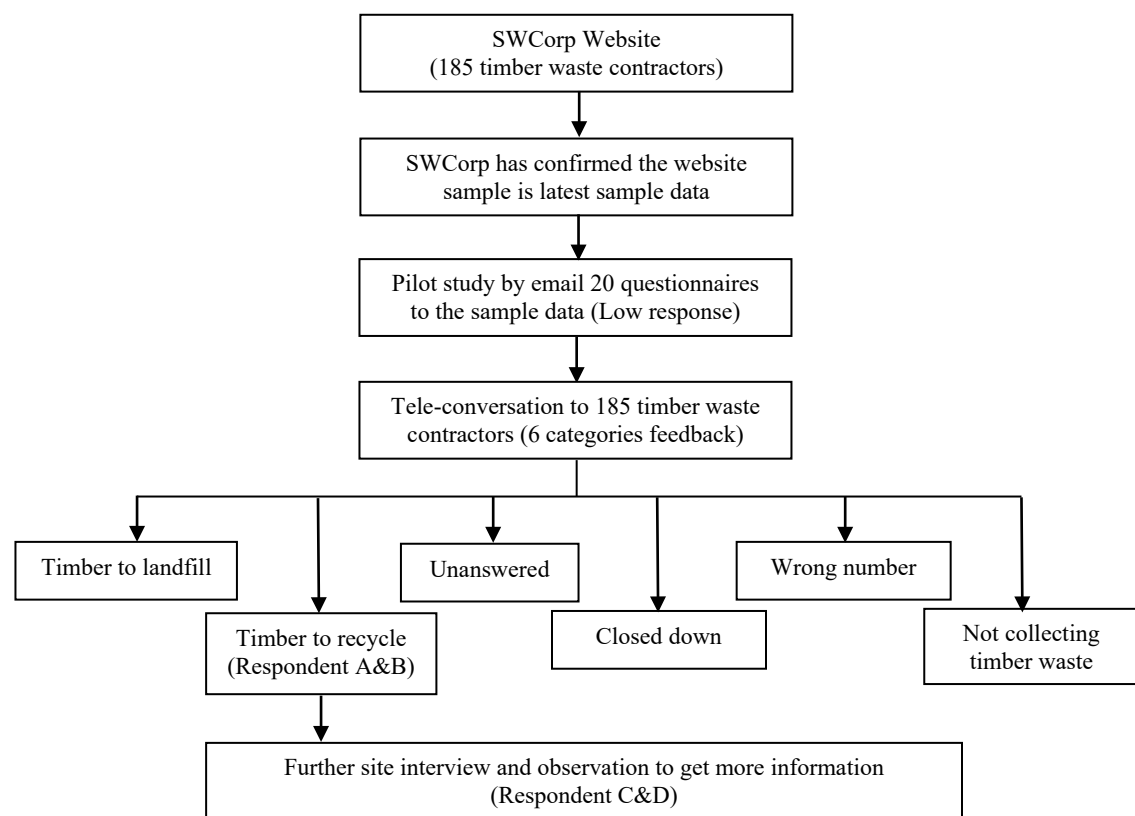 SWCorp Website
(185 timber waste contractors)
SWCorp has confirmed the website
sample is latest sample data
Pilot study by email 20 questionnaires
to the sample data (Low response)
Tele-conversation to 185 timber waste
contractors (6 categories feedback)
Timber to landfill
Unanswered
Wrong number
Timber to recycle
(Respondent A&B)
Closed down
Not collecting
timber waste
Further site interview and observation to get more information
(Respondent C&D)